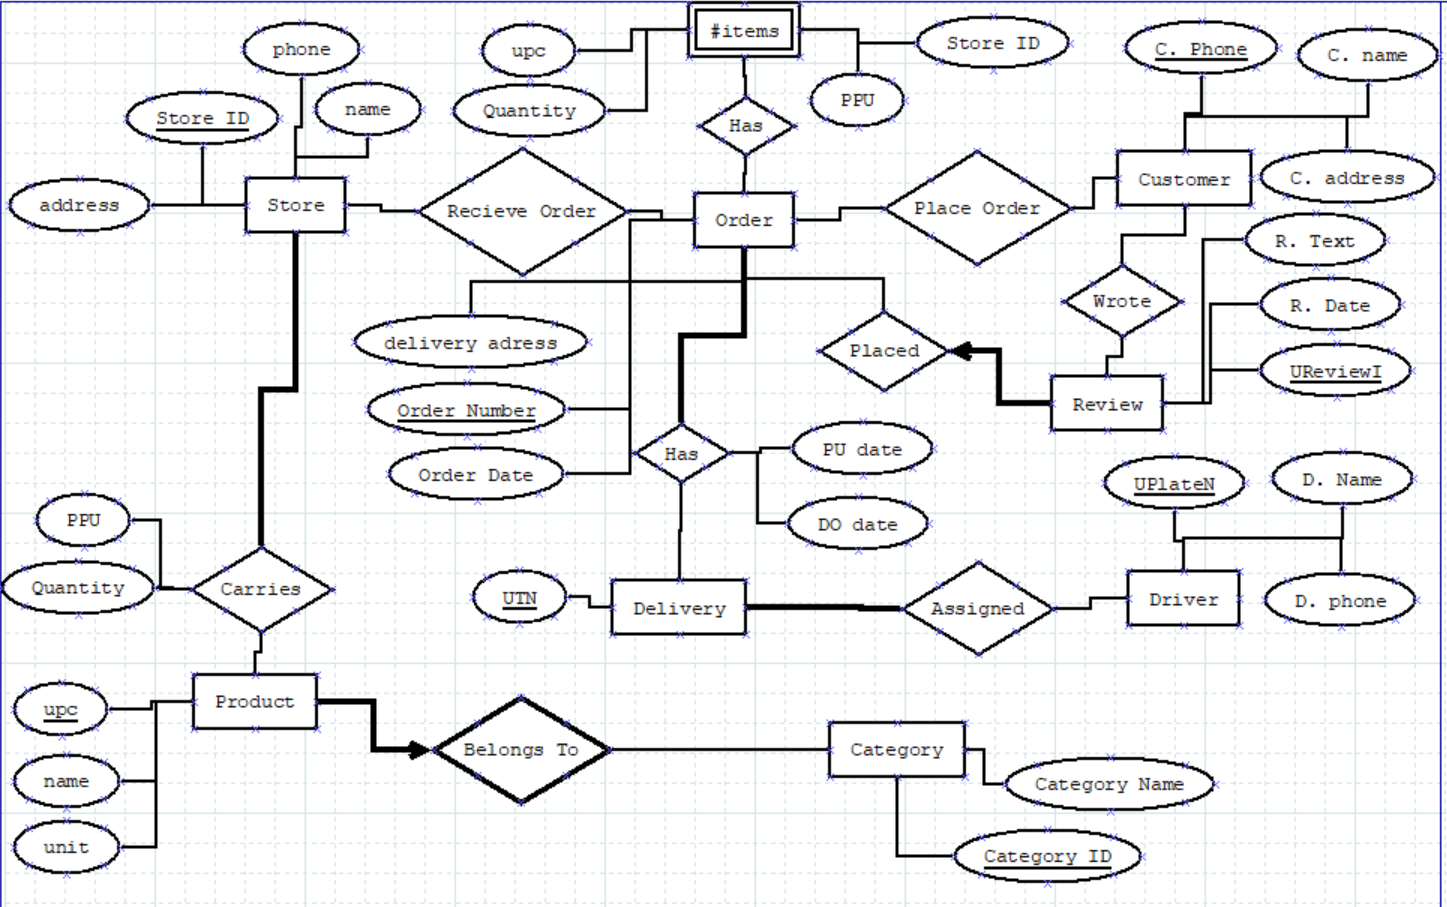 #items
upc
Store ID
C. Phone
C. name
phone
Quantity
PPU
Store ID
name
Has
address
Store
Recieve Order
Order
Place Order
Customer
C. address
R. Text
Wrote
R. Date
delivery adress
Placed
UReviewI
Order Number
Review
Order Date
Has
PU date
UPlateN
D. Name
PPU
DO date
Quantity
Carries
UTN
Delivery
Assigned
Driver
D. phone
upc
Product
Belongs To
Category
name
Category Name
unit
Category ID